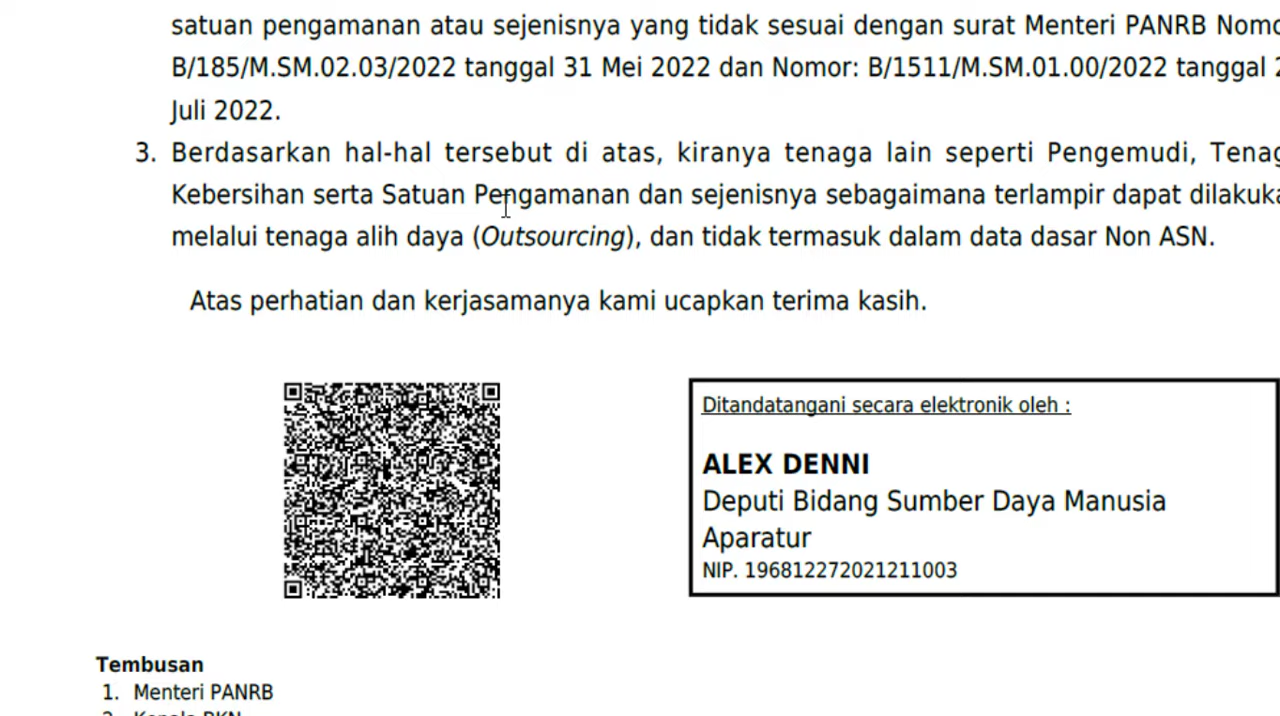 satuan pengamanan atau sejenisnya yang tidak sesuai dengan surat Menteri PANRB
B/185/M.SM.02.03/2022 tanggal 31 Mei 2022 dan Nomor: B/1511/M.SM.01.00/2022 tanggal
Juli 2022.
3. Berdasarkan hal-hal tersebut di atas, kiranya tenaga lain seperti Pengemudi,
Kebersihan serta Satuan Pengamanan dan sejenisnya sebagaimana terlampir dapat
melalui tenaga alih daya (Outsourcing), dan tidak termasuk dalam data dasar Non ASN.
Atas perhatian dan kerjasamanya kami ucapkan terima kasih.
Ditandatangani secara elektronik oleh :
ALEX DENNI
Deputi Bidang Sumber Daya Manusia
Aparatur
NIP. 196812272021211003
Tembusan
1. Menteri PANRB